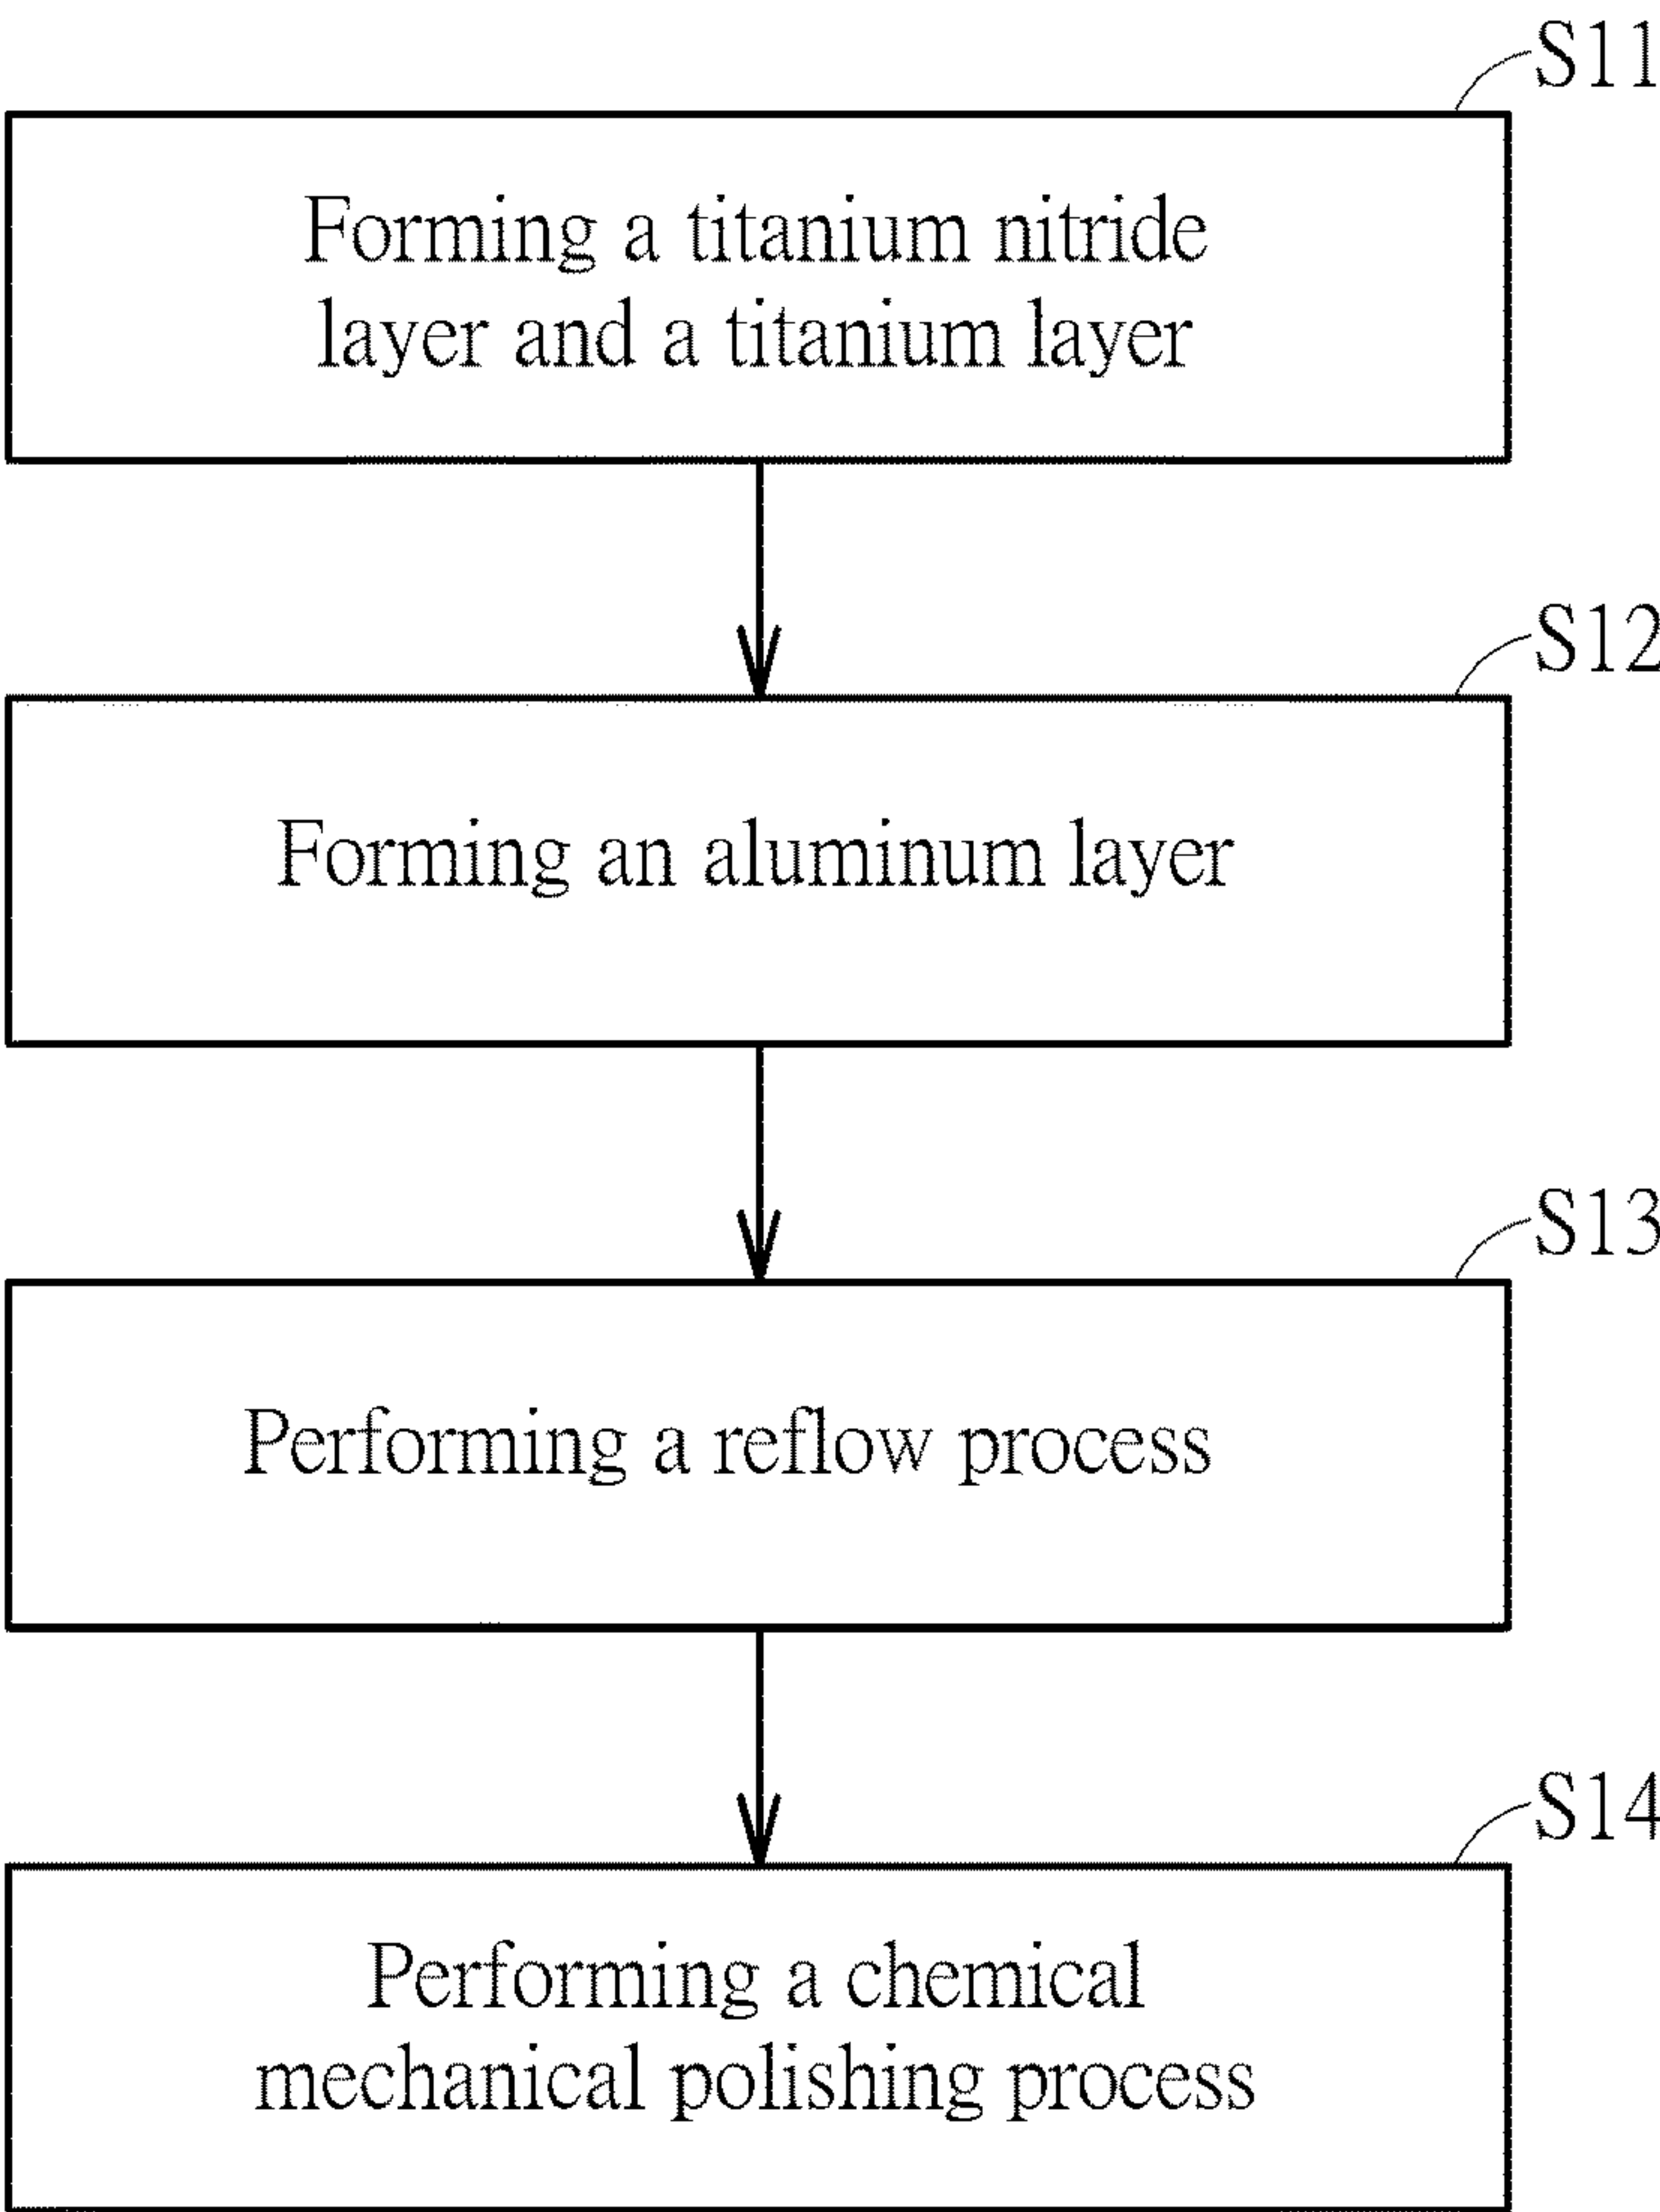 S11
Forming a titanium nitride
layer and a titanium layer
S12
Forming an aluminum layer
S13
Performing a reflow process
S14
Performing a chemical
mechanical polishing process